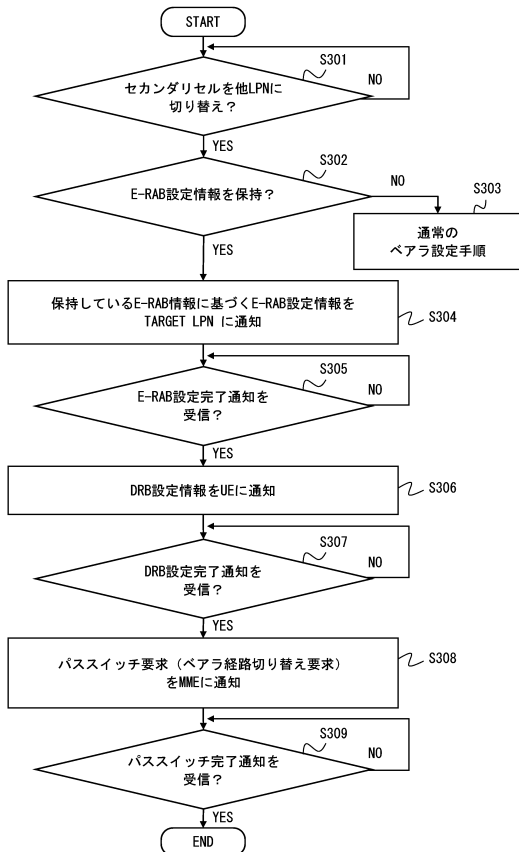 START
S301
セカンダリセルを他LPNに
切り替え?
NO
YES
S302
E-RAB設定情報を保持?
NO
S303
通常の
ベアラ設定手順
YES
保持しているE-RAB情報に基づくE-RAB設定情報を
TARGET LPN に通知
S304
S305
E-RAB設定完了通知を
受信?
NO
YES
DRB設定情報をUEに通知
S306
S307
DRB設定完了通知を
受信?
NO
YES
パススイッチ要求(ベアラ経路切り替え要求)
をMMEに通知
S308
S309
パススイッチ完了通知を
受信?
NO
YES
END